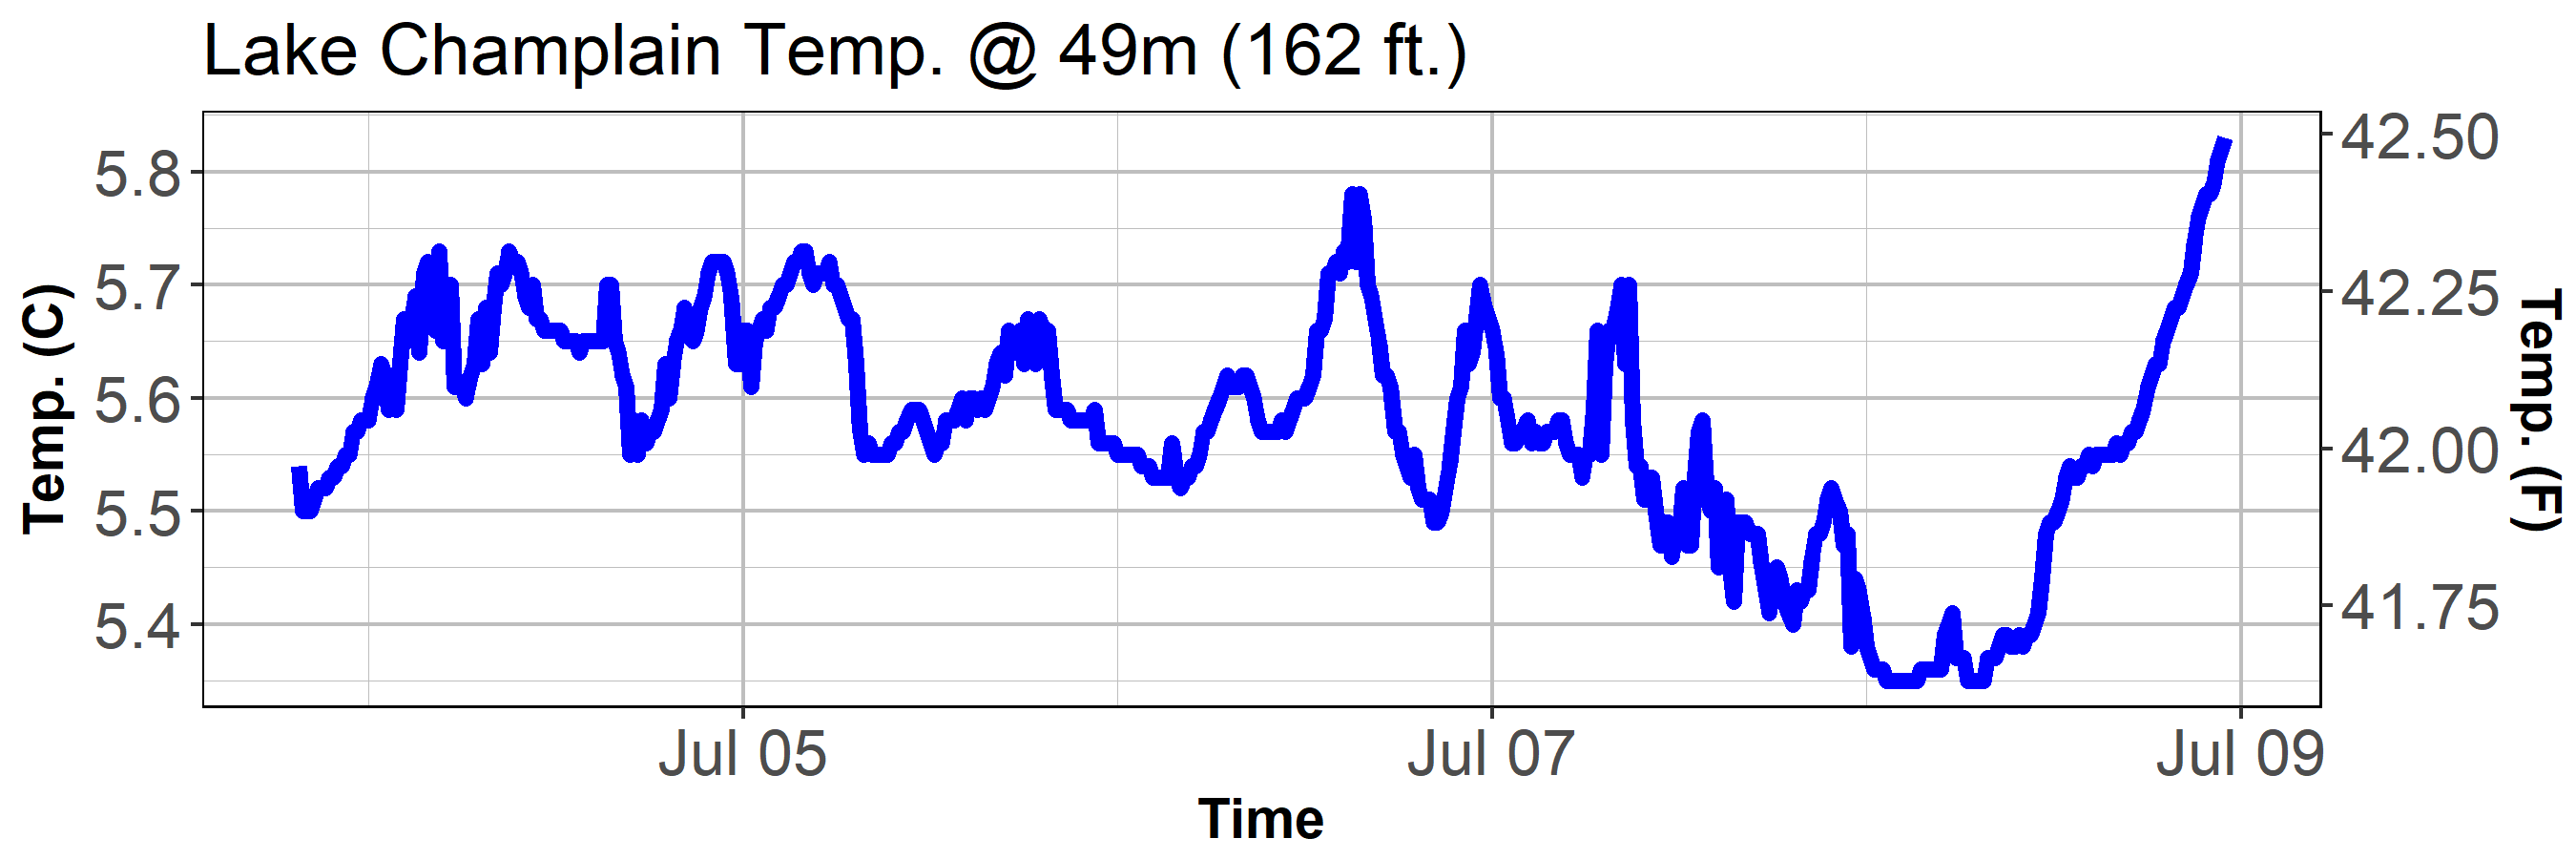 Lake Champlain Temp. @ 49m (162 ft.)
Temp. (C)
5.8
5.7
5.6
5.5
5.4
42.50
42.25
42.00
41.75
Temp. (F)
Jul 05
Jul 07
Jul 09
Time